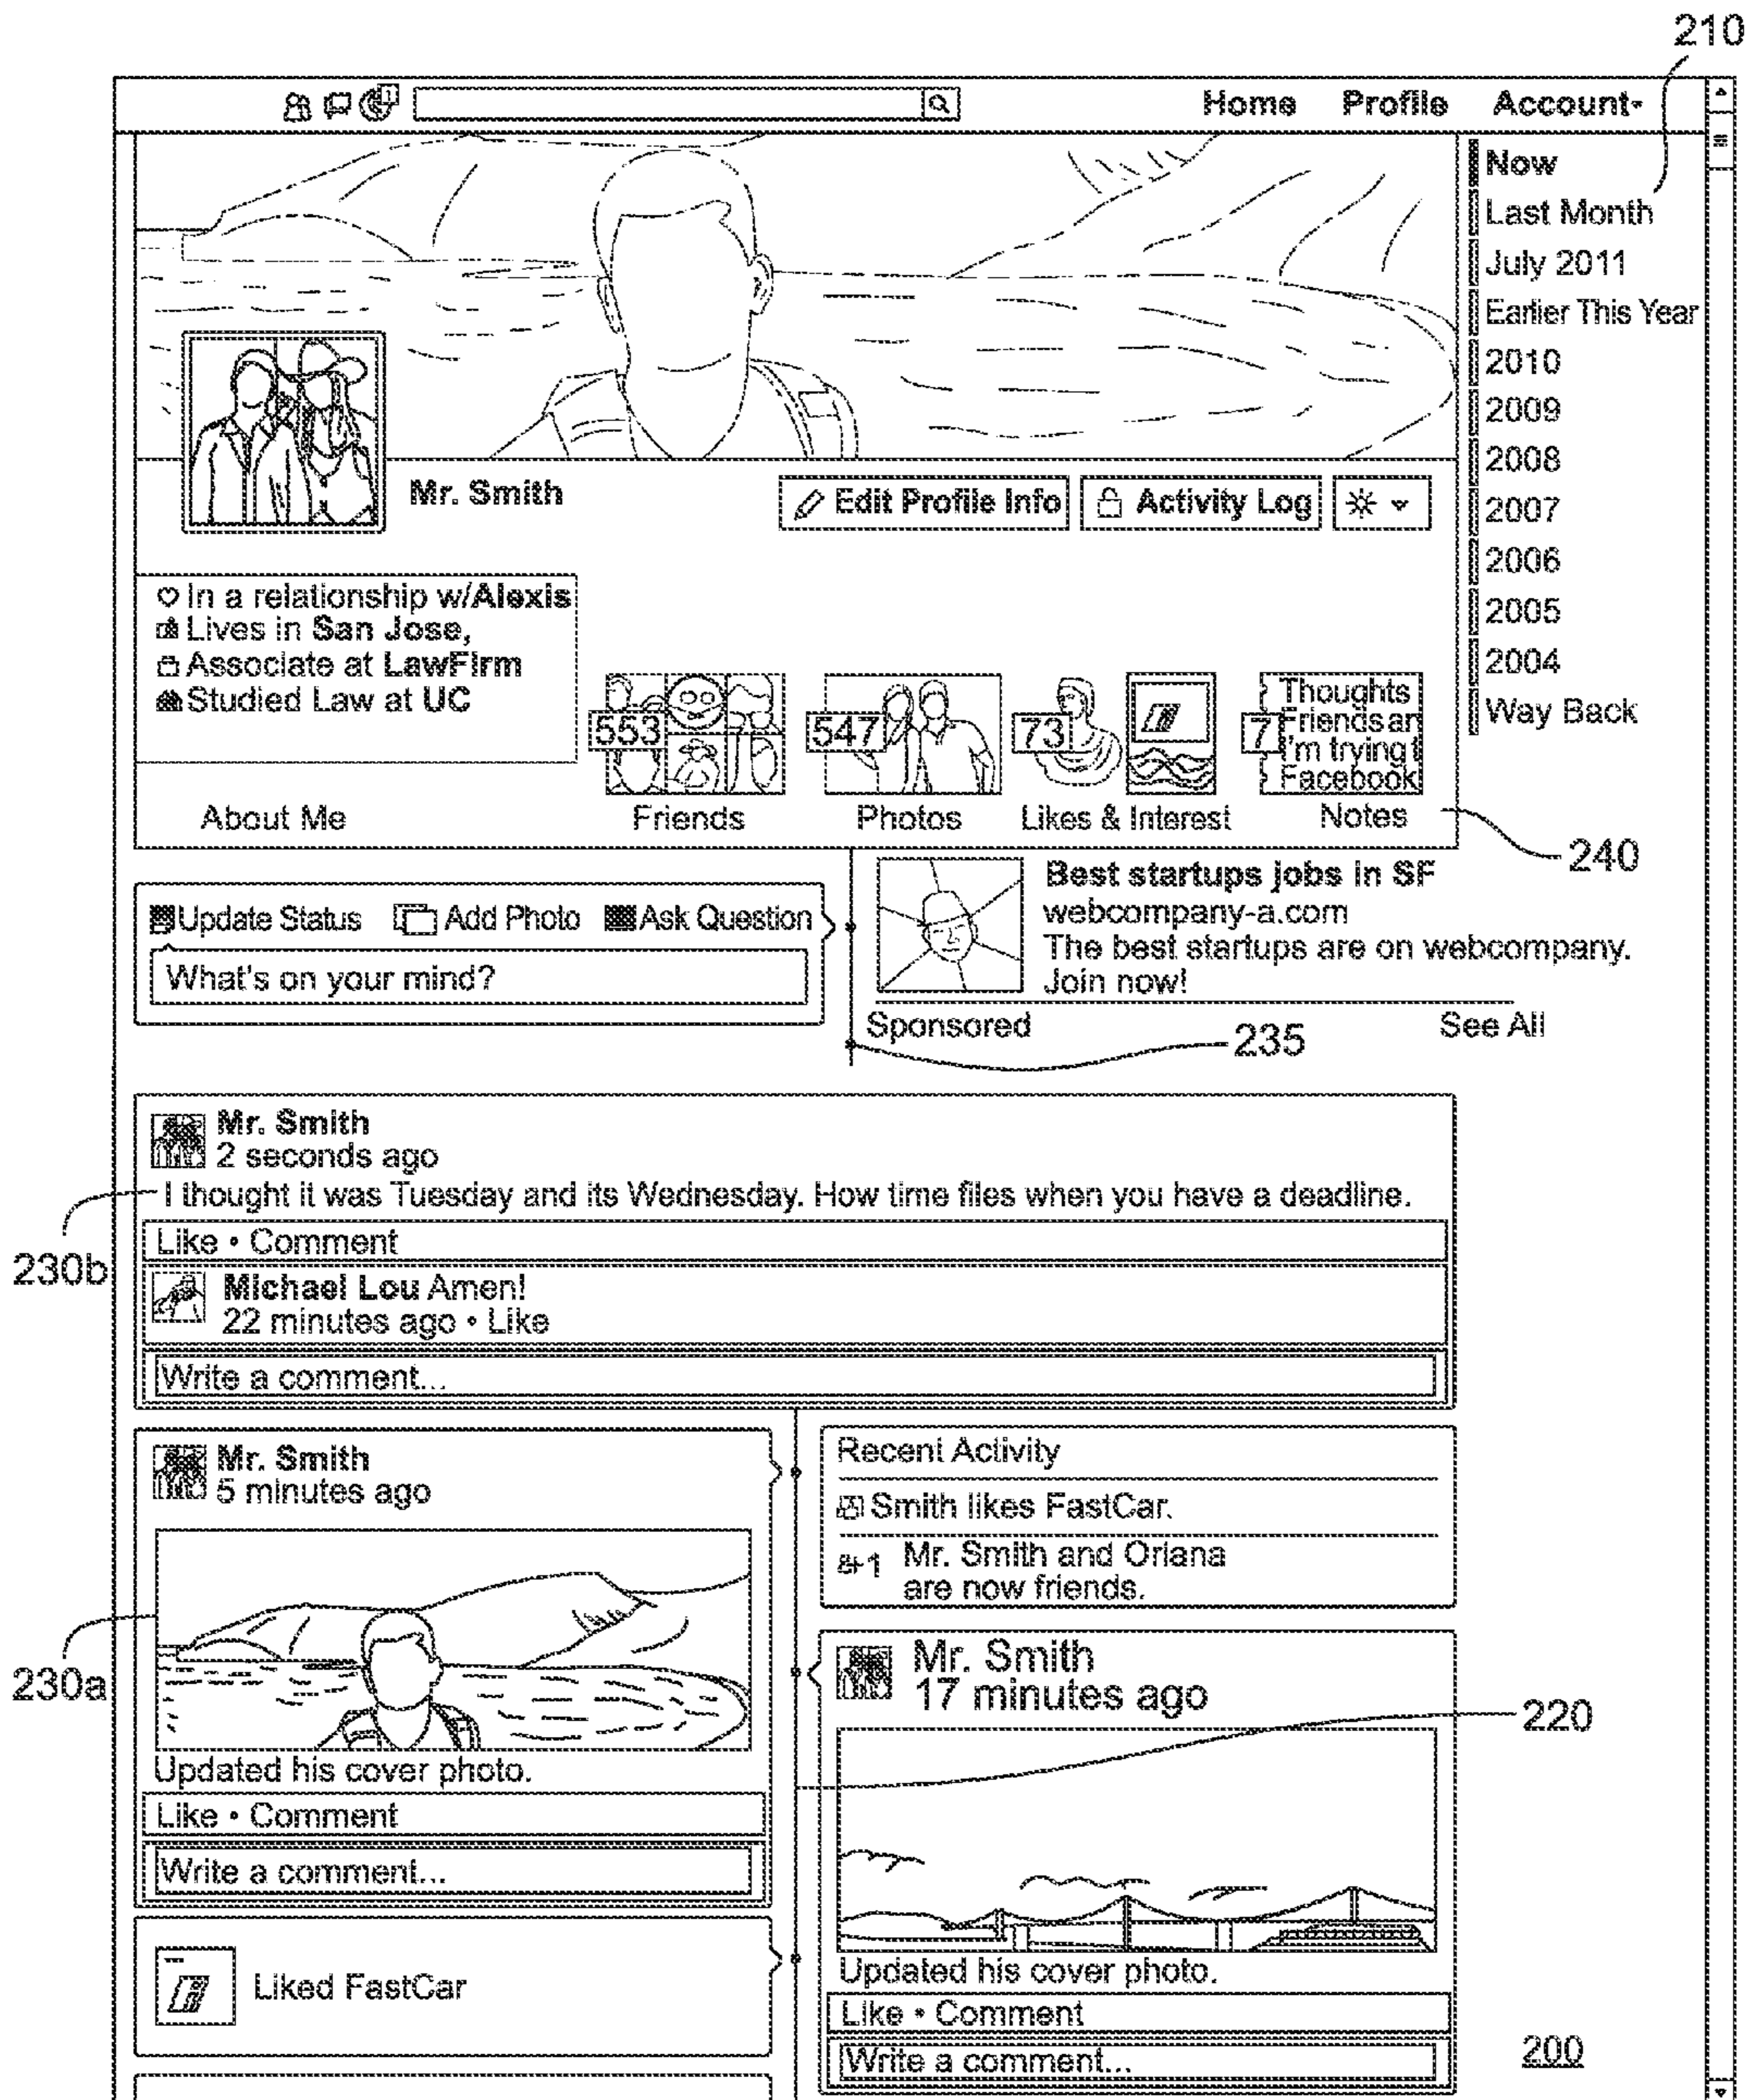 210
Home Profile Account
Now
Last Month
July 2011
Earlier This Year
2010
2009
2008
2007
2006
2005
2004
Way Back
Mr. Smith
Edit Profile Info
Activity Log
In a relationship w/Alexis
Lives in San Jose,
Associate at LawFirm
Studied Law at UC
About Me
553
Friends
547
Photos
73
Likes & Interest
7
Thoughts
Friends an
I'm trying t
Facebook
Notes
240
Update Status Add Photo Ask Question
What's on your mind?
Best startups jobs in SF
webcompany-a.com
The best startups are on webcompany.
Join now!
Sponsored See All
235
Mr. Smith
2 seconds ago
I thought it was Tuesday and its Wednesday. How time files when you have a deadline.
230b
Like • Comment
Michael Lou Amen!
22 minutes ago • Like
Write a comment...
Mr. Smith
5 minutes ago
230a
Updated his cover photo.
Like • Comment
Write a comment...
Liked FastCar
Recent Activity
Smith likes FastCar.
+1 Mr. Smith and Oriana
are now friends.
Mr. Smith
17 minutes ago
220
Updated his cover photo.
Like • Comment
Write a comment...
200